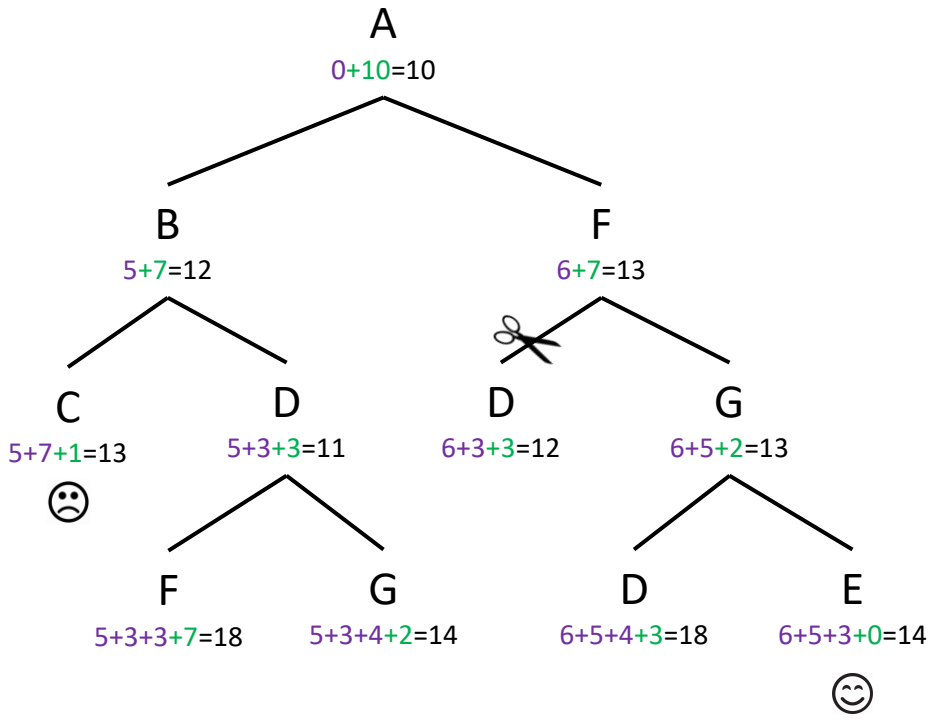 A
0+10=10
B
F
5+7=12
6+7=13
C
D
D
G
5+7+1=13
5+3+3=11
6+3+3=12
6+5+2=13
F
G
D
E
5+3+3+7=18
5+3+4+2=14
6+5+4+3=18
6+5+3+0=14